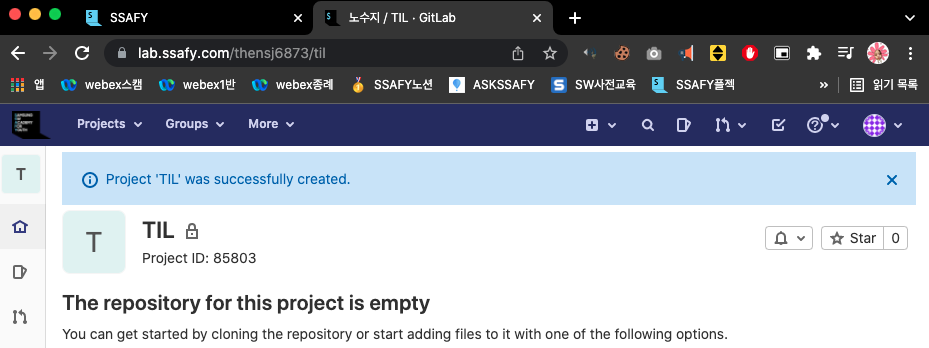 SSAFY
노수지 / TIL · GitLab
lab.ssafy.com/thensj6873/til
앱 webex스캠 webex1반 webex종례 SSAFY노션 ASKSSAFY SW사전교육 SSAFY플젝 » 읽기 목록
Projects Groups More
T
Project 'TIL' was successfully created.
T
TIL
Project ID: 85803
Star 0
The repository for this project is empty
You can get started by cloning the repository or start adding files to it with one of the following options.